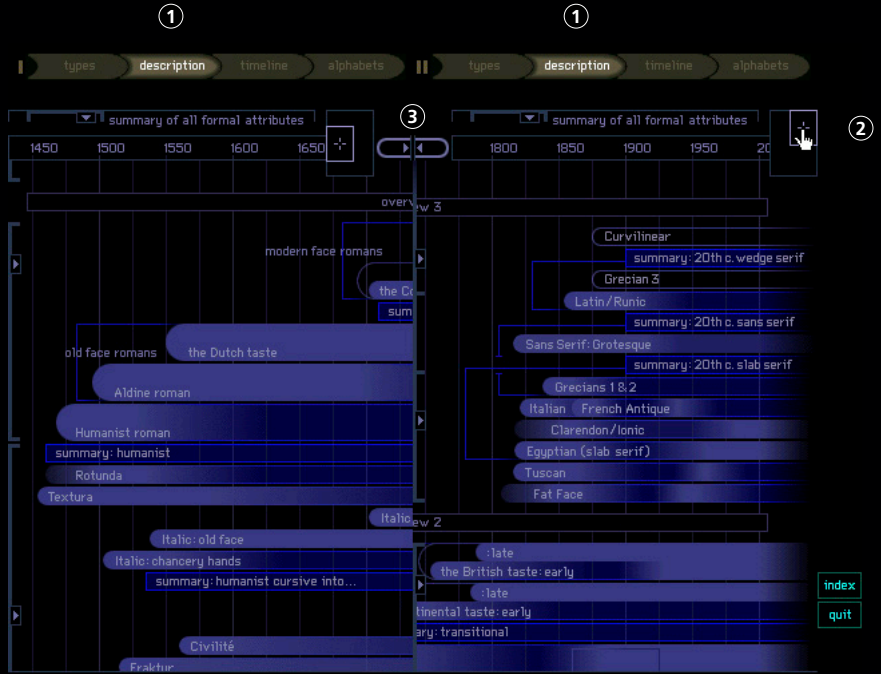 1 1
types description timeline alphabets types description timeline alphabets
summary of all formal attributes 3 summary of all formal attributes 2
1450 1500 1550 1600 1650 1800 1850 1900 1950 20
overv
ew 3
Curvilinear
modern face romans
summary: 20th c. wedge serif
Grecian 3
the Co
Latin/Runic
sum
summary: 20th c. sans serif
Sans Serif: Grotesque
old face romans the Dutch taste
summary: 20th c. slab serif
Grecians 1 & 2
Aldine roman
Italian French Antique
Humanist roman
Clarendon/Ionic
summary: humanist
Egyptian (slab serif)
Rotunda
Tuscan
Textura
Fat Face
Italic
ew 2
Italic: old face
:late
Italic: chancery hands
the British taste: early
summary: humanist cursive into...
:late
index
tinental taste: early
quit
ary: transitional
Civilité
Fraktur